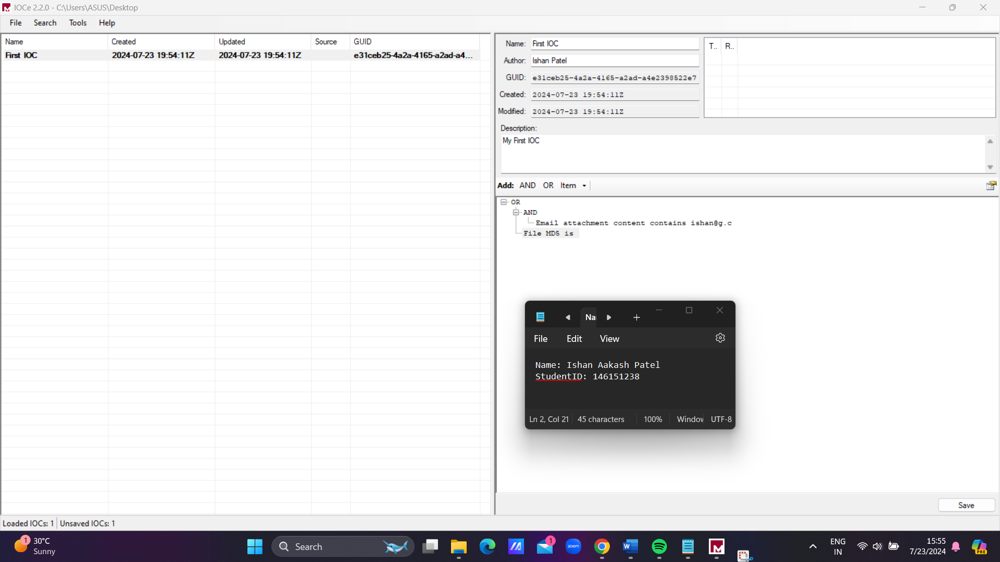 IOCe 2.2.0 - C:\Users\ASUS\Desktop
File Search Tools Help
Name Created Updated Source GUID
First IOC 2024-07-23 19:54:11Z 2024-07-23 19:54:11Z e31ceb25-4a2a-4165-a2ad-a4...
Name: First IOC
T.. R..
Author: Ishan Patel
GUID: e31ceb25-4a2a-4165-a2ad-a4e2398522e7
Created: 2024-07-23 19:54:11Z
Modified: 2024-07-23 19:54:11Z
Description:
My First IOC
Add: AND OR Item
OR
AND
Email attachment content contains ishan@g.c
File MD5 is
Na
File Edit View
Name: Ishan Aakash Patel
StudentID: 146151238
Ln 2, Col 21 45 characters 100% Window UTF-8
Save
Loaded IOCs: 1 Unsaved IOCs: 1
1
30°C
Sunny
Search
1
zoom
W
ENG
IN
15:55
7/23/2024
PRE